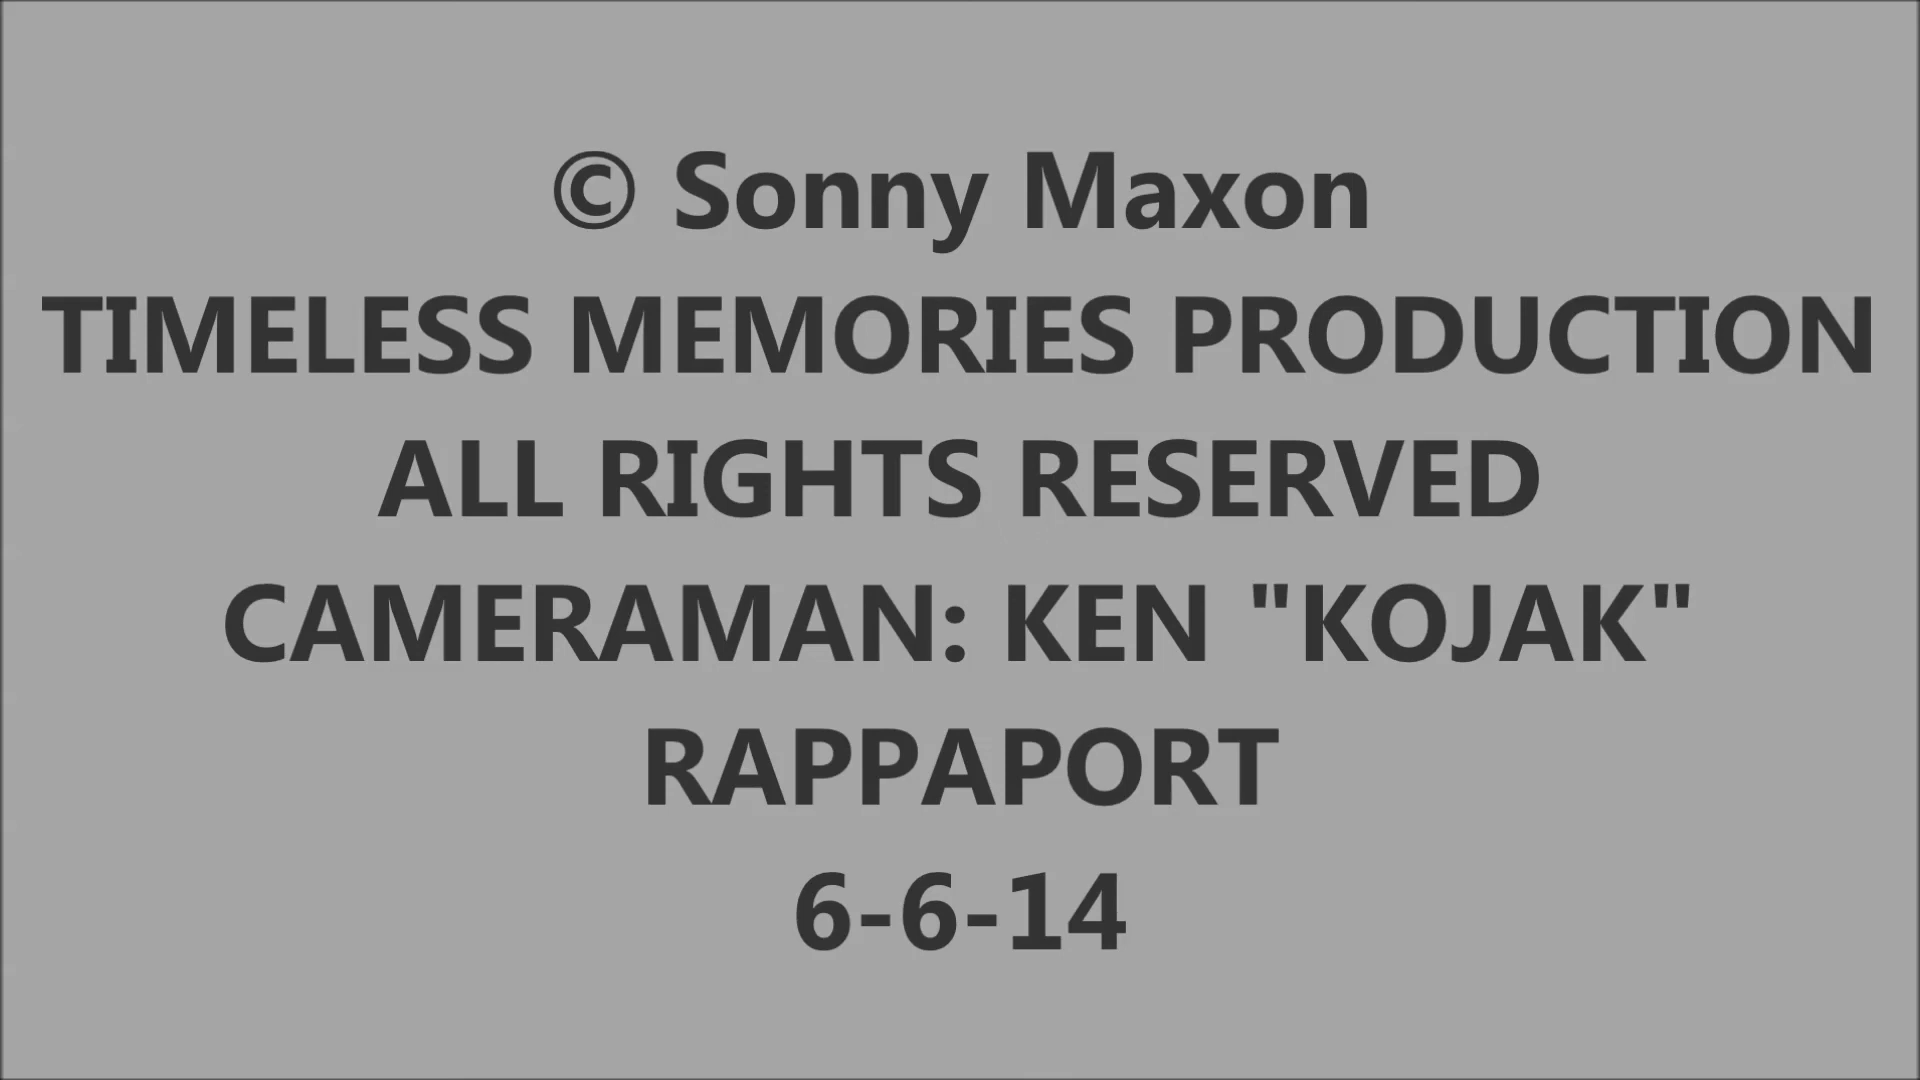 © Sonny Maxon
TIMELESS MEMORIES PRODUCTION
ALL RIGHTS RESERVED
CAMERAMAN: KEN "KOJAK"
RAPPAPORT
6-6-14